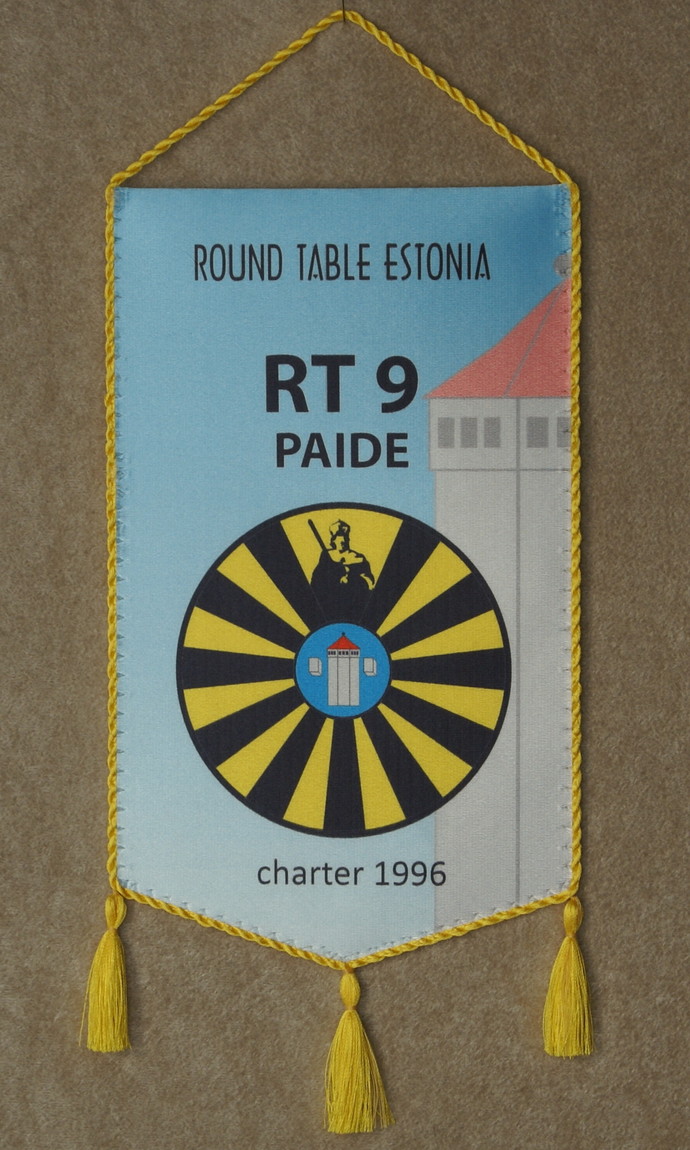 ROUND TABLE ESTONIA
RT 9
PAIDE
charter 1996